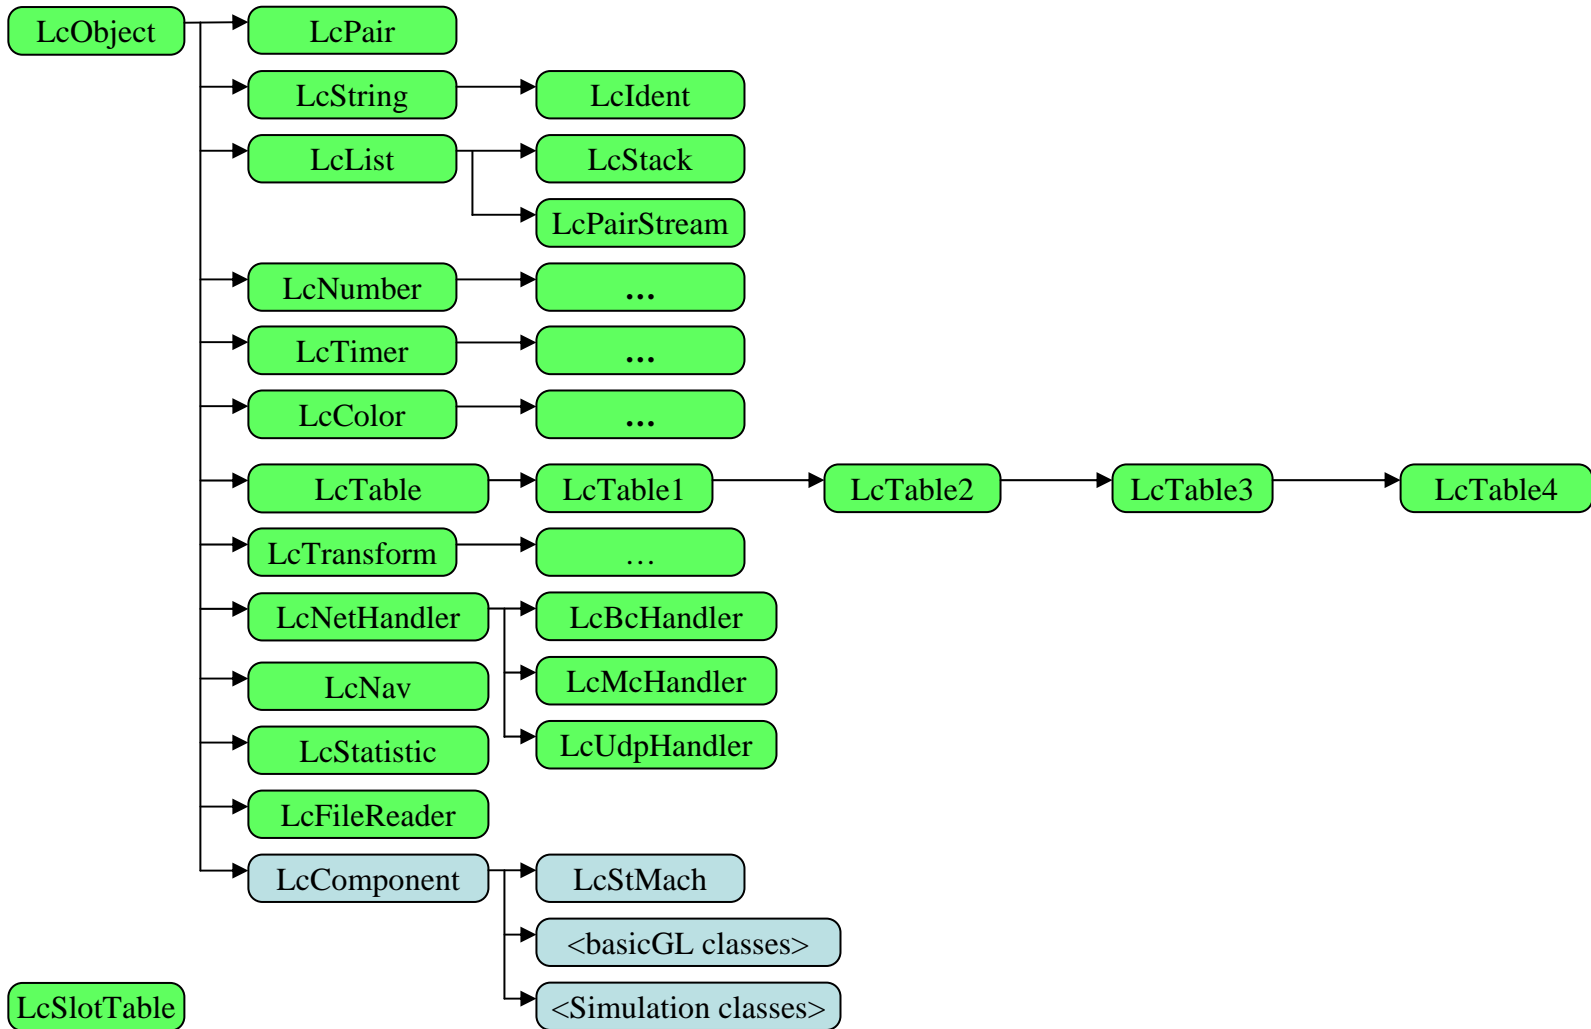 LcObject
LcPair
LcString
LcIdent
LcList
LcStack
LcPairStream
LcNumber
...
LcTimer
...
LcColor
...
LcTable
LcTable1
LcTable2
LcTable3
LcTable4
LcTransform
...
LcNetHandler
LcBcHandler
LcMcHandler
LcNav
LcUdpHandler
LcStatistic
LcFileReader
LcComponent
LcStMach
<basicGL classes>
<Simulation classes>
LcSlotTable